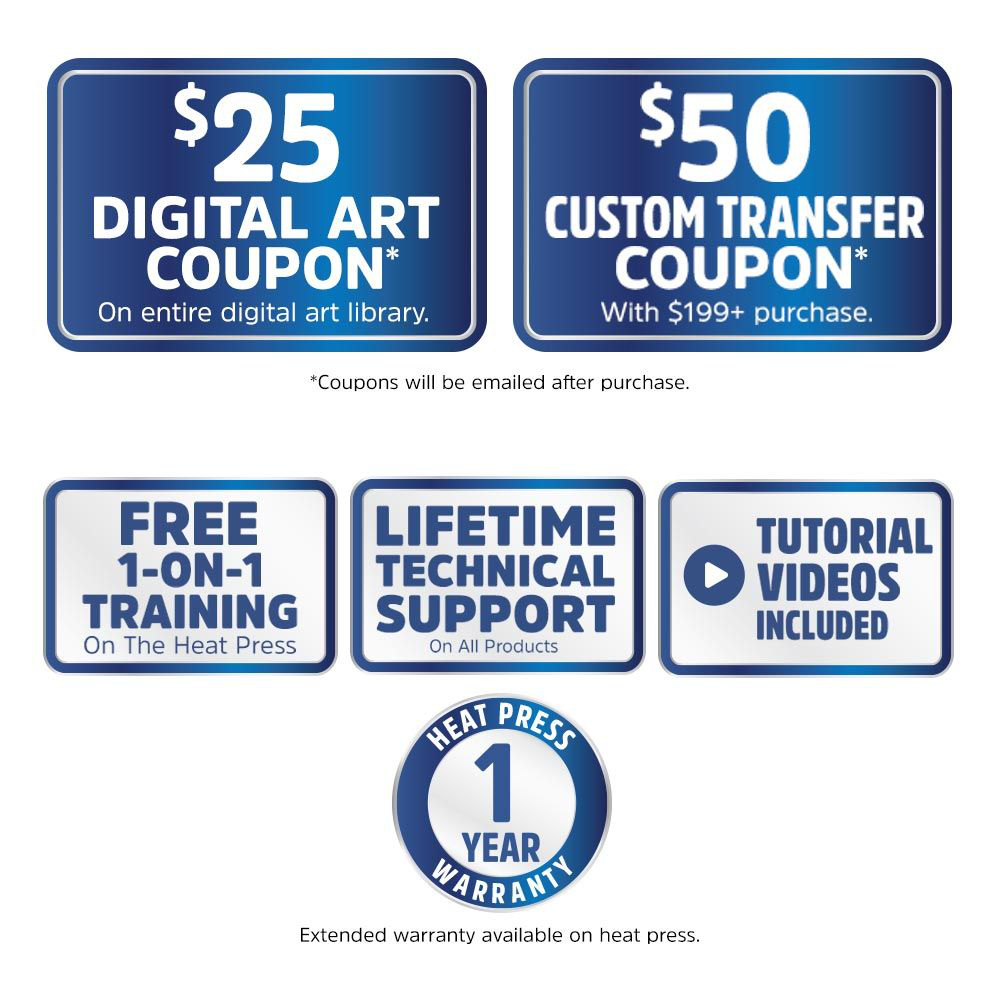 $25
DIGITAL ART
COUPON*
On entire digital art library.
$50
CUSTOM TRANSFER
COUPON*
With $199+ purchase.
*Coupons will be emailed after purchase.
FREE
1-ON-1
TRAINING
On The Heat Press
LIFETIME
TECHNICAL
SUPPORT
On All Products
TUTORIAL
VIDEOS
INCLUDED
HEAT PRESS
1
YEAR
WARRANTY
Extended warranty available on heat press.